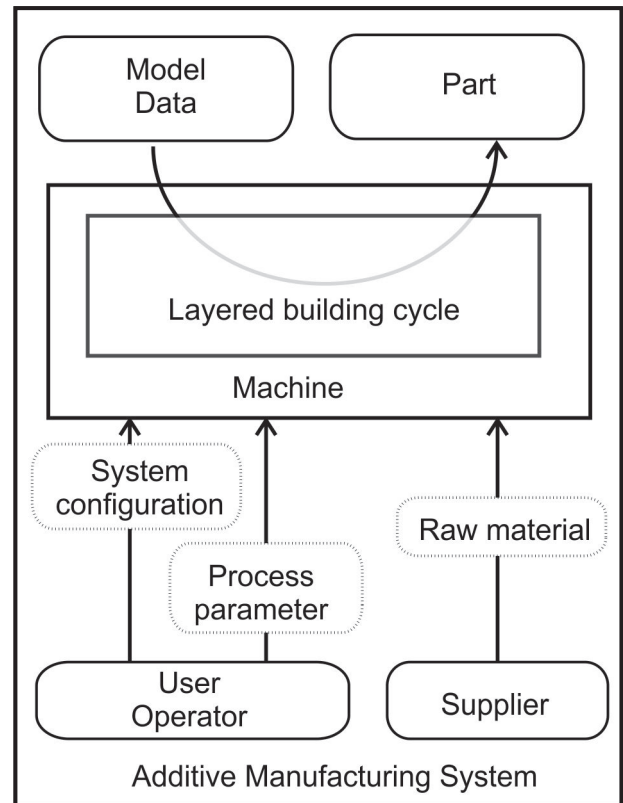 Model
Data
Part
Layered building cycle
Machine
System
configuration
Process
parameter
Raw material
User
Operator
Supplier
Additive Manufacturing System